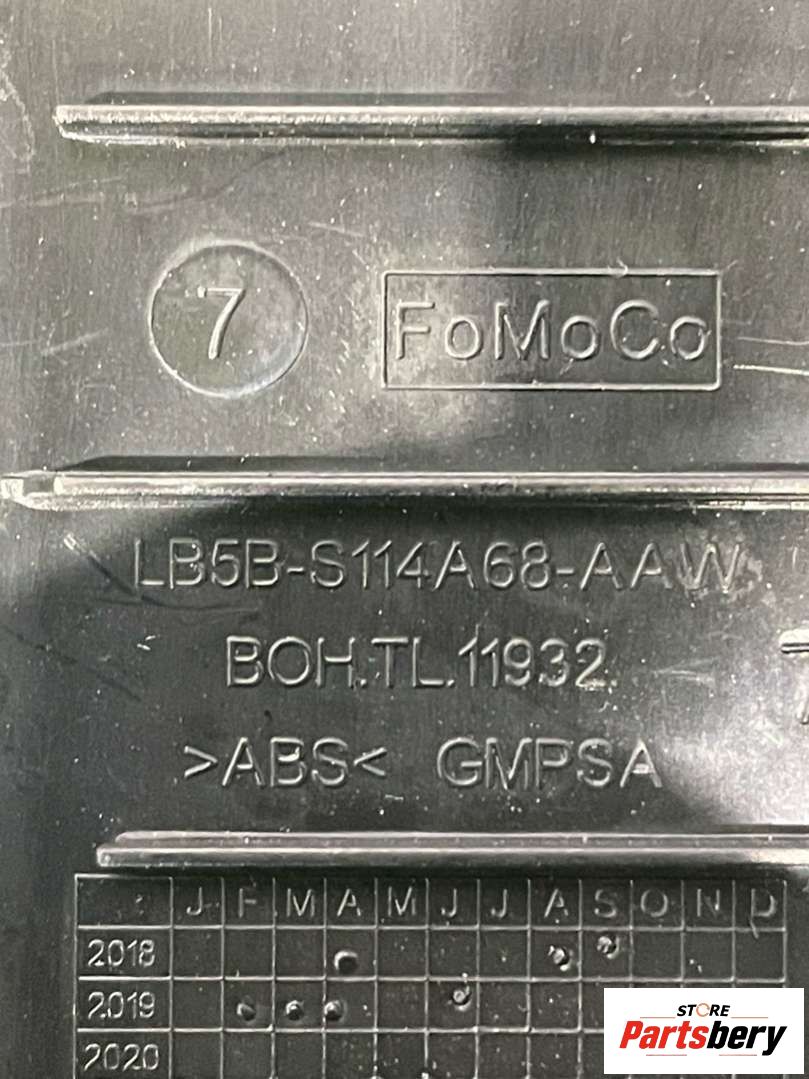 7 FoMoCo
LB5B-S114A68-AAW
BOH.TL.11932.
>ABS< GMPSA
J F M A M J J A S O N D
2018
2019
2020
STORE
Partsbery